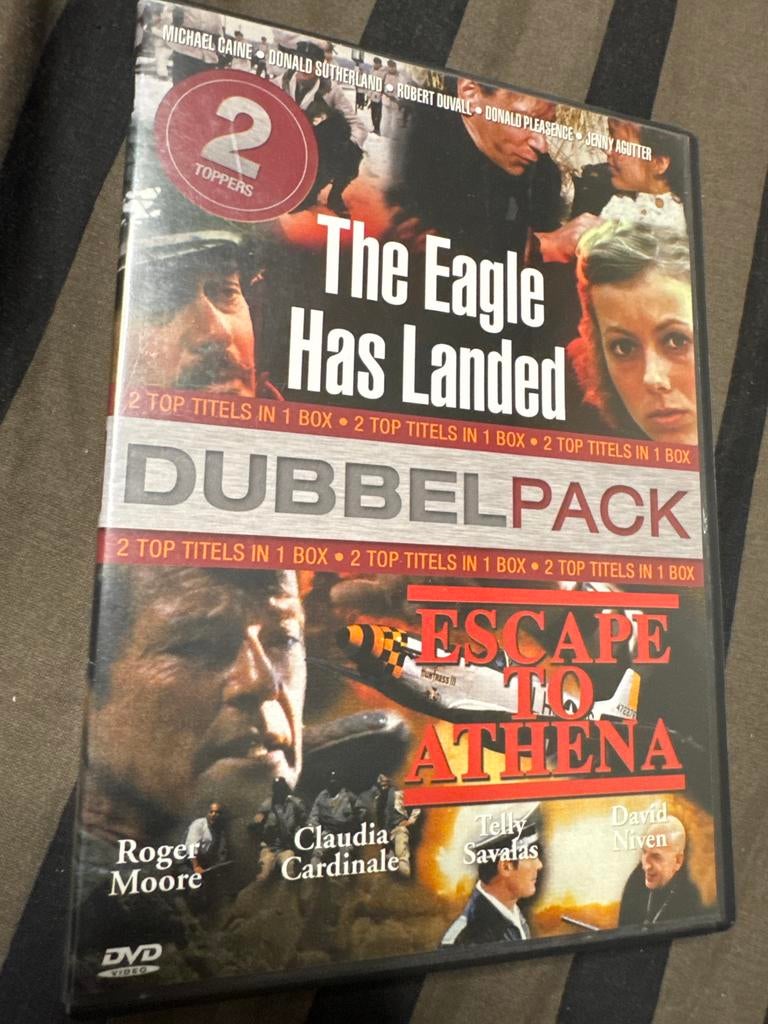 MICHAEL CAINE • DONALD SUTHERLAND • ROBERT DUVALL • DONALD PLEASENCE • JENNY AGUTTER
2
TOPPERS
The Eagle
Has Landed
2 TOP TITELS IN 1 BOX • 2 TOP TITELS IN 1 BOX • 2 TOP TITELS IN 1 BOX
DUBBELPACK
2 TOP TITELS IN 1 BOX • 2 TOP TITELS IN 1 BOX • 2 TOP TITELS IN 1 BOX
ESCAPE
TO
ATHENA
Roger
Moore
Claudia
Cardinale
Telly
Savalas
David
Niven
DVD
VIDEO